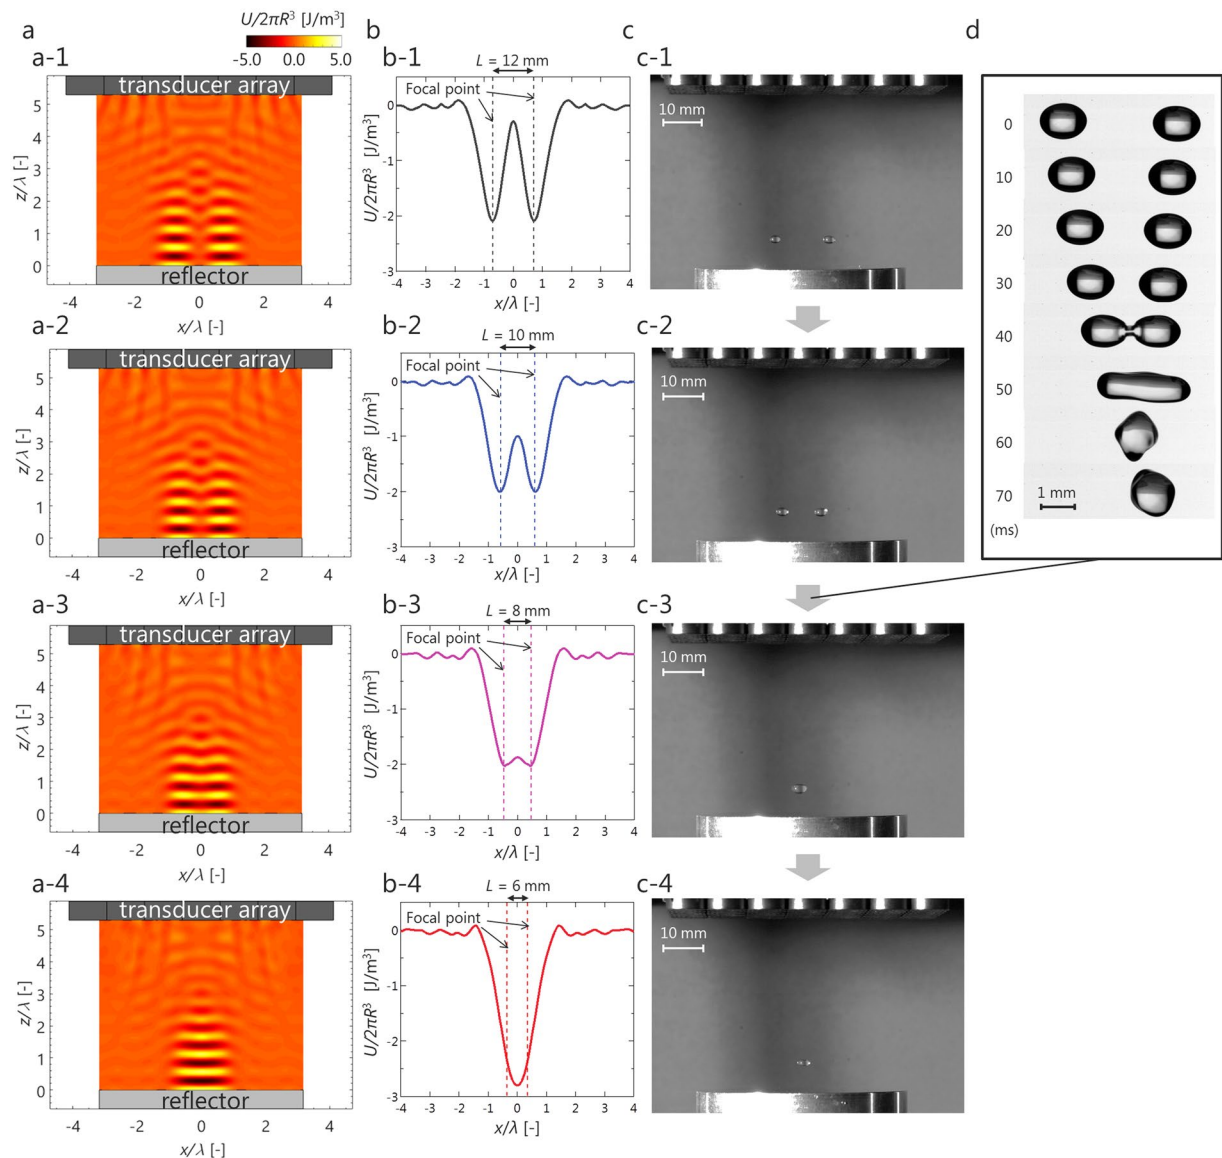 a
U/2πR³ [J/m³]
-5.0 0.0 5.0
b
c
d
a-1
transducer array
z/λ [-]
5
4
3
2
1
0
reflector
-4 -2 0 2 4
x/λ [-]
b-1
L = 12 mm
Focal point
U/2πR³ [J/m³]
0
-1
-2
-3
-4 -3 -2 -1 0 1 2 3 4
x/λ [-]
c-1
10 mm
a-2
transducer array
z/λ [-]
5
4
3
2
1
0
reflector
-4 -2 0 2 4
x/λ [-]
b-2
L = 10 mm
Focal point
U/2πR³ [J/m³]
0
-1
-2
-3
-4 -3 -2 -1 0 1 2 3 4
x/λ [-]
c-2
10 mm
a-3
transducer array
z/λ [-]
5
4
3
2
1
0
reflector
-4 -2 0 2 4
x/λ [-]
b-3
L = 8 mm
Focal point
U/2πR³ [J/m³]
0
-1
-2
-3
-4 -3 -2 -1 0 1 2 3 4
x/λ [-]
c-3
10 mm
a-4
transducer array
z/λ [-]
5
4
3
2
1
0
reflector
-4 -2 0 2 4
x/λ [-]
b-4
L = 6 mm
Focal point
U/2πR³ [J/m³]
0
-1
-2
-3
-4 -3 -2 -1 0 1 2 3 4
x/λ [-]
c-4
10 mm
0
10
20
30
40
50
60
70
(ms)
1 mm